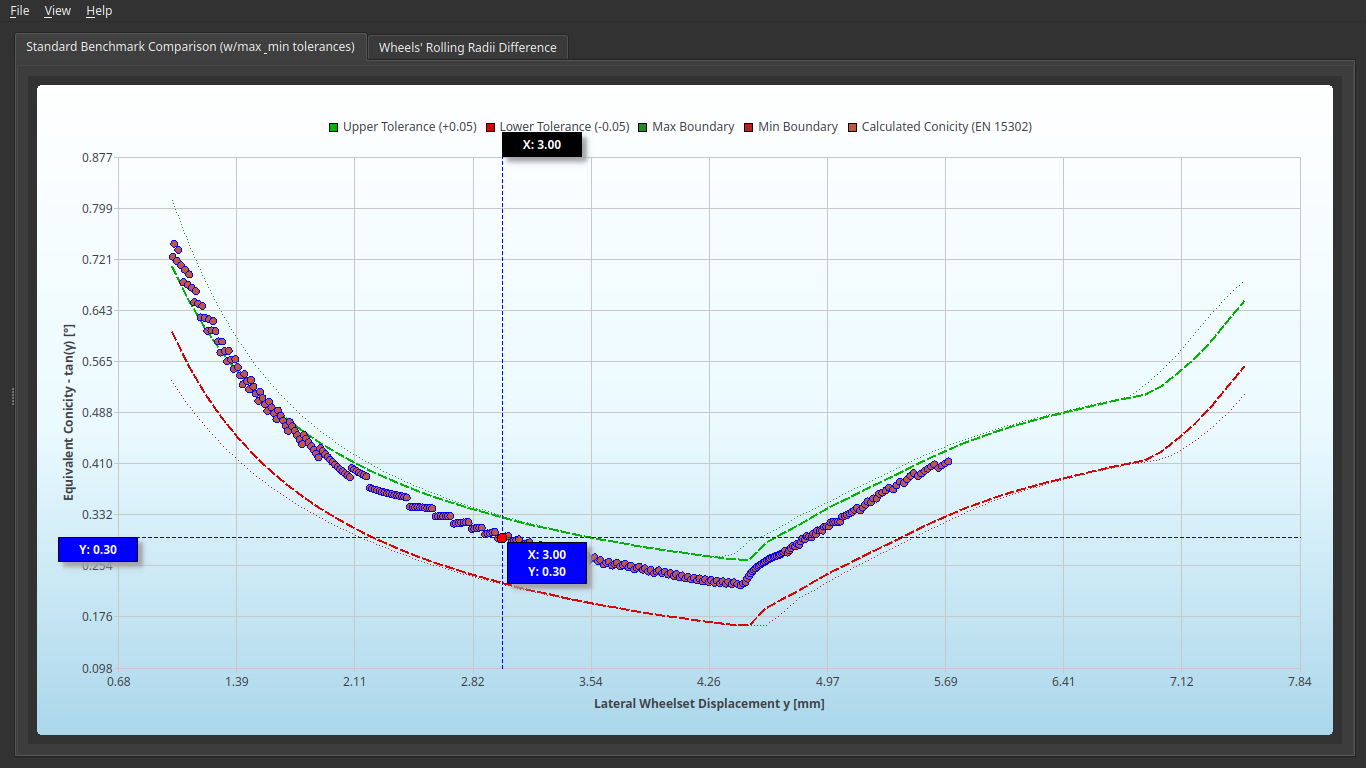 File View Help
Standard Benchmark Comparison (w/max _min tolerances) Wheels' Rolling Radii Difference
Upper Tolerance (+0.05) Lower Tolerance (-0.05) Max Boundary Min Boundary Calculated Conicity (EN 15302)
X: 3.00
0.877
0.799
0.721
0.643
0.565
0.488
0.410
0.332
0.254
0.176
0.098
Equivalent Conicity - tan(γ) [°]
Y: 0.30
X: 3.00
Y: 0.30
0.68 1.39 2.11 2.82 3.54 4.26 4.97 5.69 6.41 7.12 7.84
Lateral Wheelset Displacement y [mm]